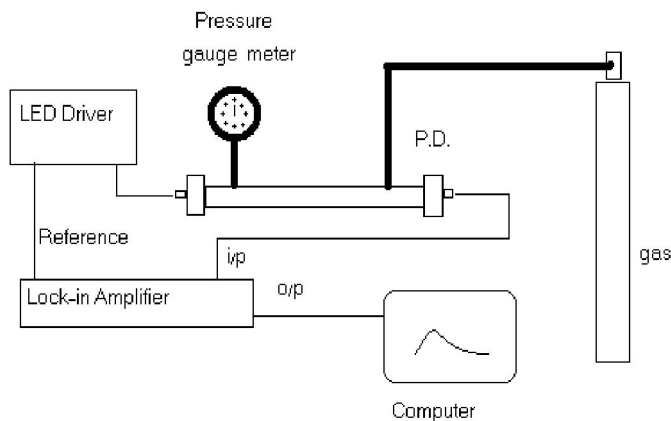 Pressure
gauge meter
LED Driver
P.D.
Reference
i/p
gas
Lock-in Amplifier
o/p
Computer